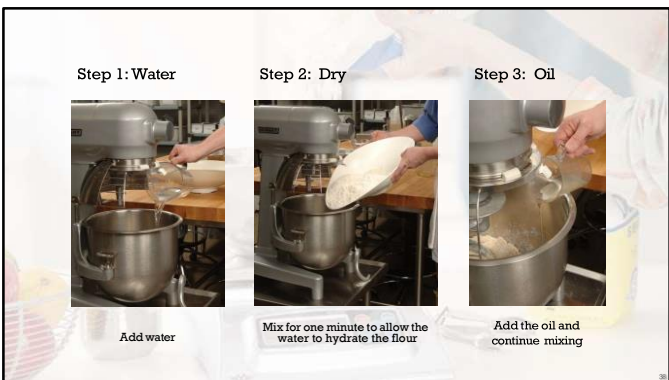 Step 1: Water
Step 2: Dry
Step 3: Oil
Add water
Mix for one minute to allow the
water to hydrate the flour
Add the oil and
continue mixing